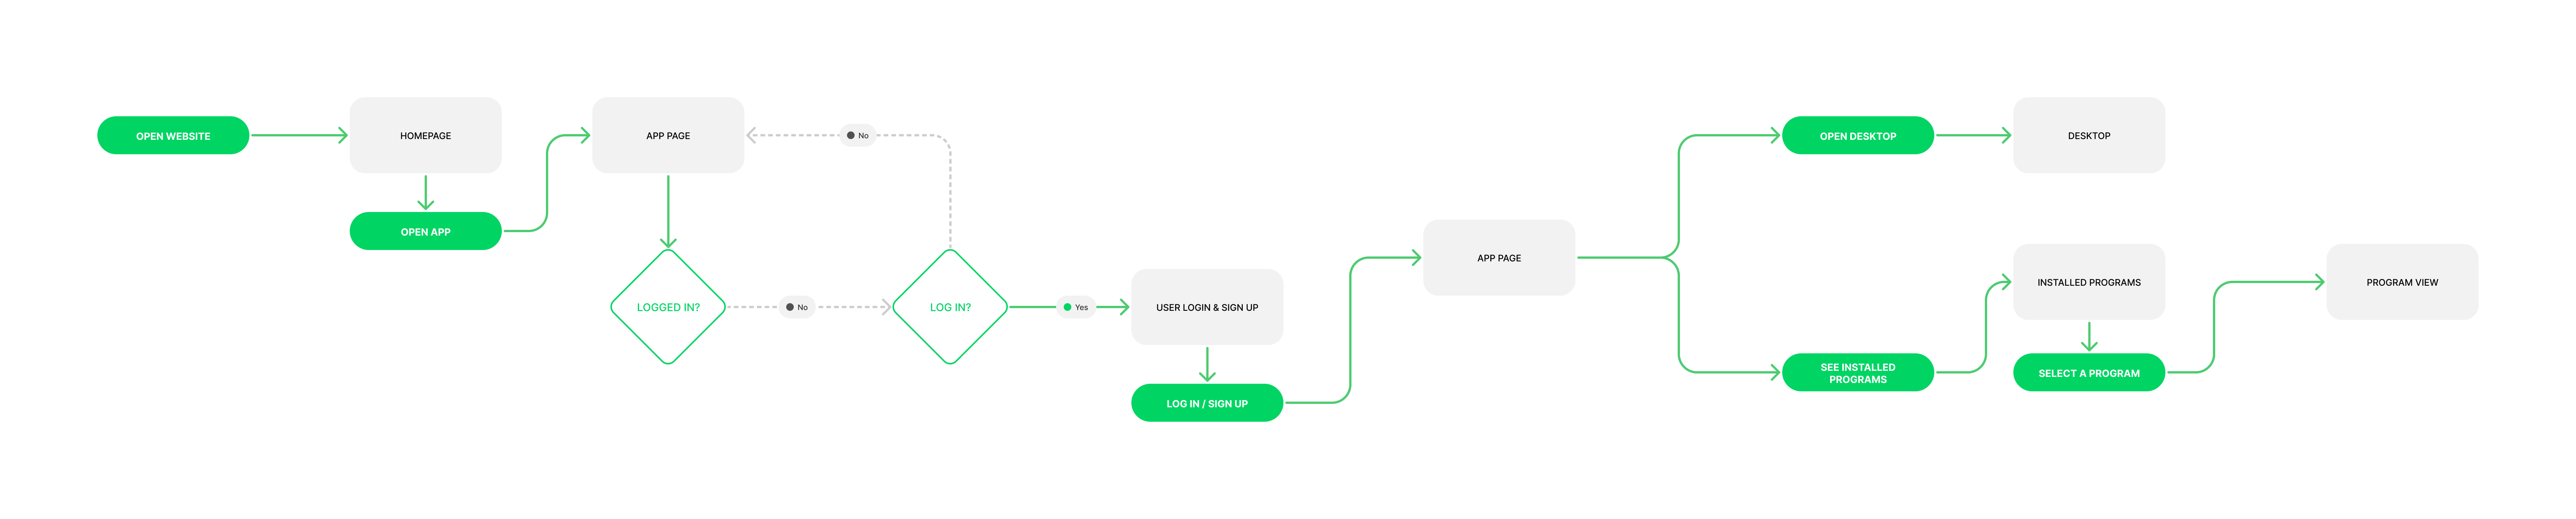 OPEN WEBSITE
HOMEPAGE
OPEN APP
APP PAGE
No
LOGGED IN?
No
LOG IN?
Yes
USER LOGIN & SIGN UP
LOG IN / SIGN UP
APP PAGE
OPEN DESKTOP
DESKTOP
SEE INSTALLED
PROGRAMS
INSTALLED PROGRAMS
SELECT A PROGRAM
PROGRAM VIEW